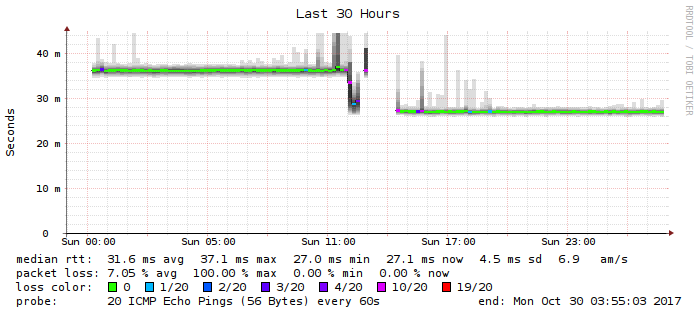 Last 30 Hours
RRDTOOL / TOBI OETIKER
Seconds
40 m
30 m
20 m
10 m
0
Sun 00:00 Sun 05:00 Sun 11:00 Sun 17:00 Sun 23:00
median rtt: 31.6 ms avg 37.1 ms max 27.0 ms min 27.1 ms now 4.5 ms sd 6.9 am/s
packet loss: 7.05 % avg 100.00 % max 0.00 % min 0.00 % now
loss color: 0 1/20 2/20 3/20 4/20 10/20 19/20
probe: 20 ICMP Echo Pings (56 Bytes) every 60s end: Mon Oct 30 03:55:03 2017